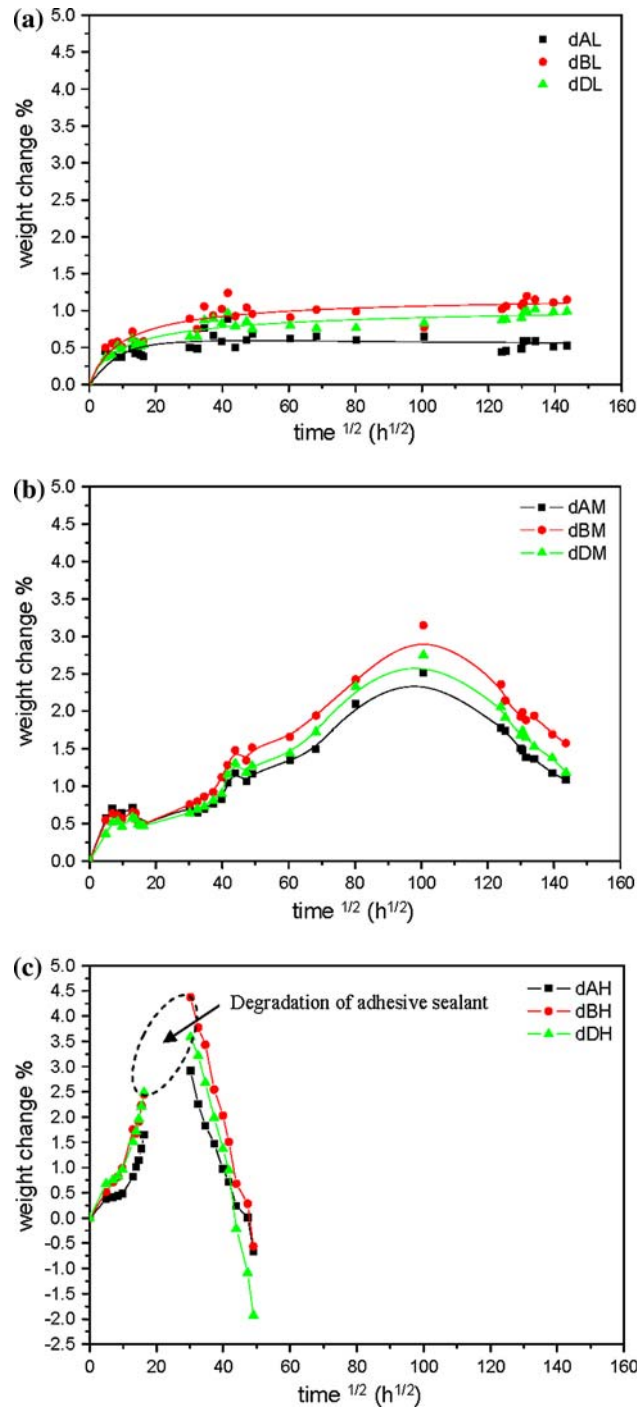 (a)
5.0
4.5
4.0
3.5
3.0
2.5
2.0
1.5
1.0
0.5
0.0
weight change %
dAL
dBL
dDL
0 20 40 60 80 100 120 140 160
time 1/2 (h1/2)
(b)
5.0
4.5
4.0
3.5
3.0
2.5
2.0
1.5
1.0
0.5
0.0
weight change %
dAM
dBM
dDM
0 20 40 60 80 100 120 140 160
time 1/2 (h1/2)
(c)
5.0
4.5
4.0
3.5
3.0
2.5
2.0
1.5
1.0
0.5
0.0
-0.5
-1.0
-1.5
-2.0
-2.5
weight change %
Degradation of adhesive sealant
dAH
dBH
dDH
0 20 40 60 80 100 120 140 160
time 1/2 (h1/2)